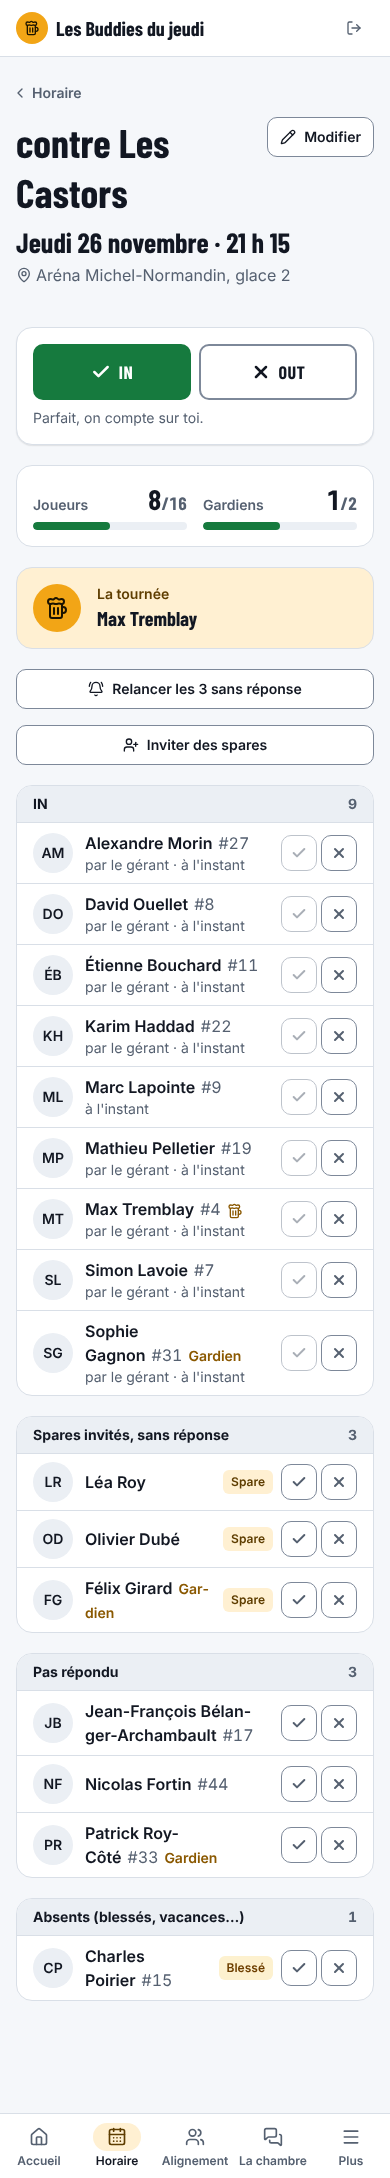 Les Buddies du jeudi
Horaire
contre Les
Castors
Modifier
Jeudi 26 novembre · 21 h 15
Aréna Michel-Normandin, glace 2
IN
OUT
Parfait, on compte sur toi.
Joueurs 8/16
Gardiens 1/2
La tournée
Max Tremblay
Relancer les 3 sans réponse
Inviter des spares
IN 9
AM Alexandre Morin #27
par le gérant · à l'instant
DO David Ouellet #8
par le gérant · à l'instant
ÉB Étienne Bouchard #11
par le gérant · à l'instant
KH Karim Haddad #22
par le gérant · à l'instant
ML Marc Lapointe #9
à l'instant
MP Mathieu Pelletier #19
par le gérant · à l'instant
MT Max Tremblay #4
par le gérant · à l'instant
SL Simon Lavoie #7
par le gérant · à l'instant
SG Sophie
Gagnon #31 Gardien
par le gérant · à l'instant
Spares invités, sans réponse 3
LR Léa Roy Spare
OD Olivier Dubé Spare
FG Félix Girard Gar-
dien Spare
Pas répondu 3
JB Jean-François Bélan-
ger-Archambault #17
NF Nicolas Fortin #44
PR Patrick Roy-
Côté #33 Gardien
Absents (blessés, vacances…) 1
CP Charles
Poirier #15 Blessé
Accueil Horaire Alignement La chambre Plus